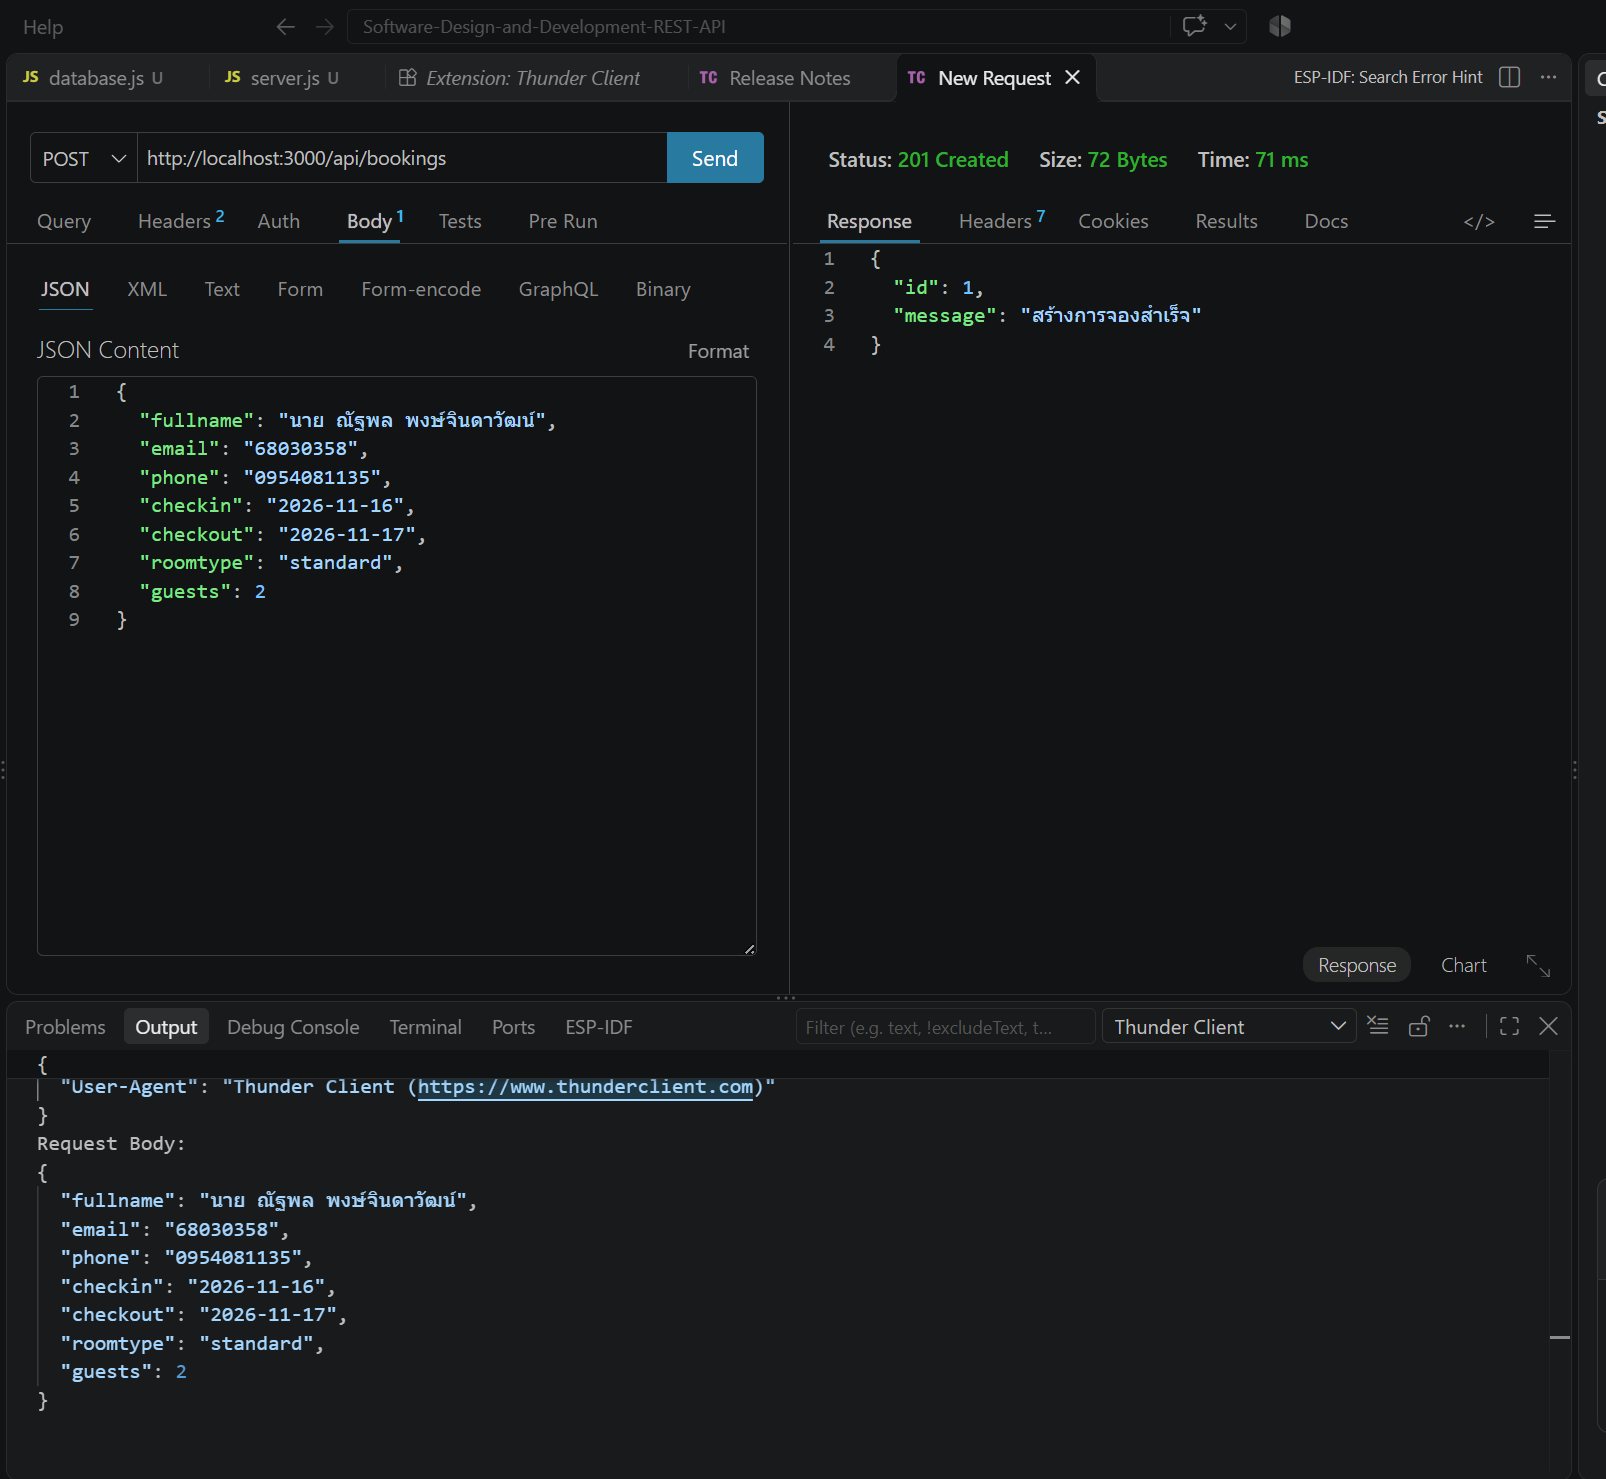 Help
Software-Design-and-Development-REST-API
JS database.js U
JS server.js U
Extension: Thunder Client
TC Release Notes
TC New Request
ESP-IDF: Search Error Hint
POST
http://localhost:3000/api/bookings
Send
Query
Headers 2
Auth
Body 1
Tests
Pre Run
JSON
XML
Text
Form
Form-encode
GraphQL
Binary
JSON Content
Format
1 {
2 "fullname": "นาย ณัฐพล พงษ์จินดาวัฒน์",
3 "email": "68030358",
4 "phone": "0954081135",
5 "checkin": "2026-11-16",
6 "checkout": "2026-11-17",
7 "roomtype": "standard",
8 "guests": 2
9 }
Status: 201 Created
Size: 72 Bytes
Time: 71 ms
Response
Headers 7
Cookies
Results
Docs
</>
1 {
2 "id": 1,
3 "message": "สร้างการจองสำเร็จ"
4 }
Response
Chart
Problems
Output
Debug Console
Terminal
Ports
ESP-IDF
Filter (e.g. text, !excludeText, t...
Thunder Client
{
"User-Agent": "Thunder Client (https://www.thunderclient.com)"
}
Request Body:
{
"fullname": "นาย ณัฐพล พงษ์จินดาวัฒน์",
"email": "68030358",
"phone": "0954081135",
"checkin": "2026-11-16",
"checkout": "2026-11-17",
"roomtype": "standard",
"guests": 2
}